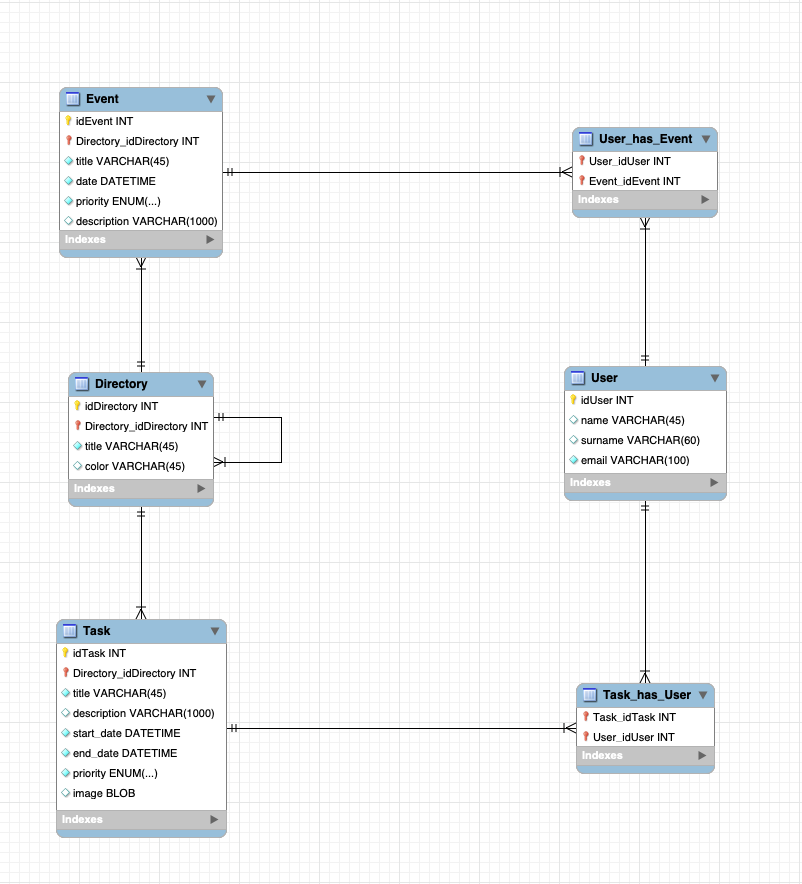 Event
idEvent INT
Directory_idDirectory INT
title VARCHAR(45)
date DATETIME
priority ENUM(...)
description VARCHAR(1000)
Indexes
User_has_Event
User_idUser INT
Event_idEvent INT
Indexes
Directory
idDirectory INT
Directory_idDirectory INT
title VARCHAR(45)
color VARCHAR(45)
Indexes
User
idUser INT
name VARCHAR(45)
surname VARCHAR(60)
email VARCHAR(100)
Indexes
Task
idTask INT
Directory_idDirectory INT
title VARCHAR(45)
description VARCHAR(1000)
start_date DATETIME
end_date DATETIME
priority ENUM(...)
image BLOB
Indexes
Task_has_User
Task_idTask INT
User_idUser INT
Indexes